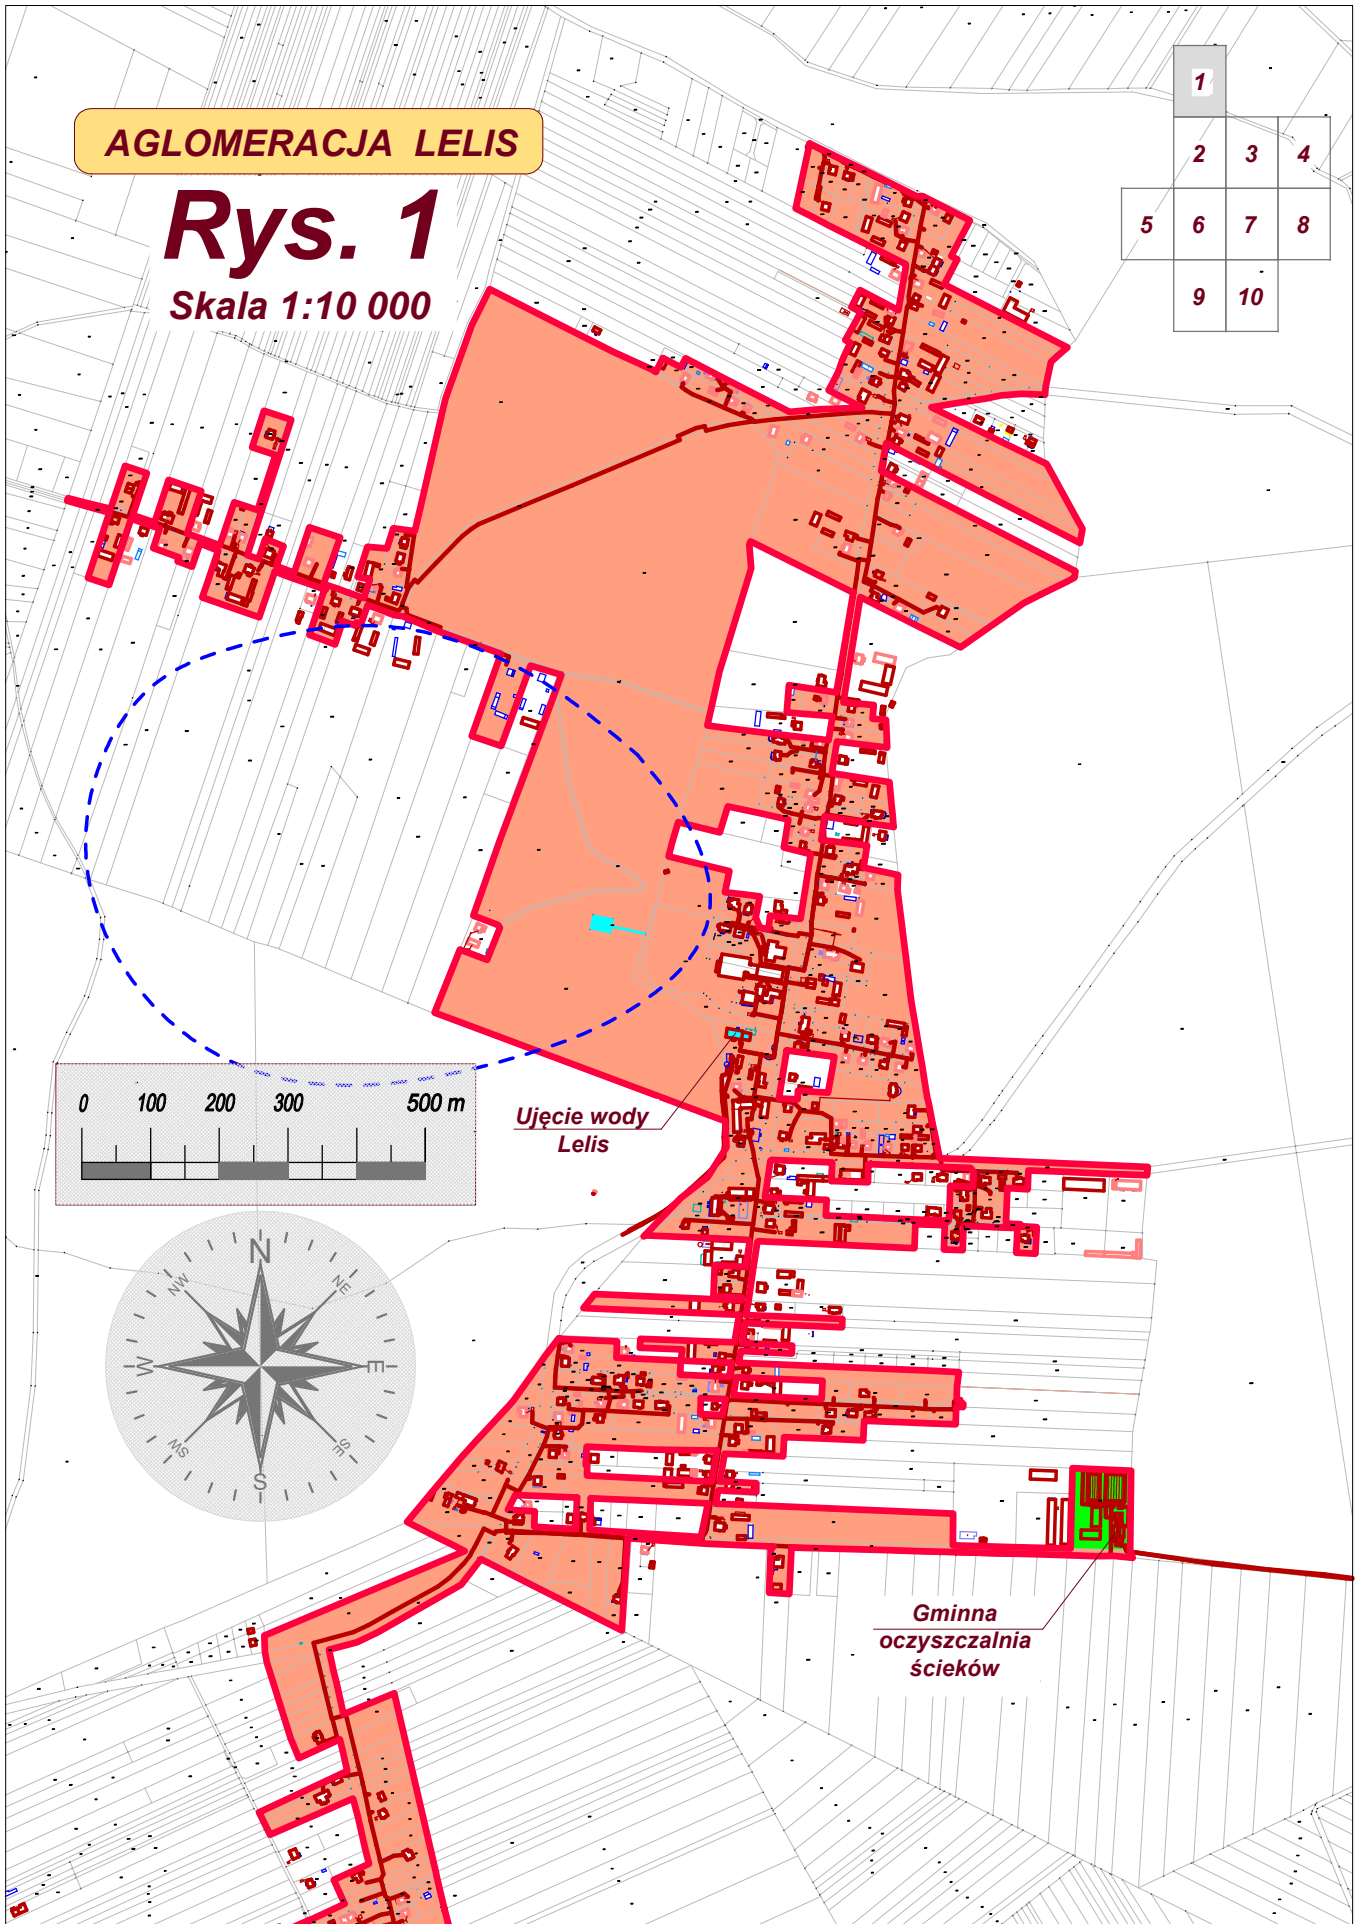 AGLOMERACJA LELIS
Rys. 1
Skala 1:10 000
1
2 3 4
5 6 7 8
9 10
0 100 200 300 500 m
Ujęcie wody
Lelis
N
NW NE
W E
SW SE
S
Gminna
oczyszczalnia
ścieków